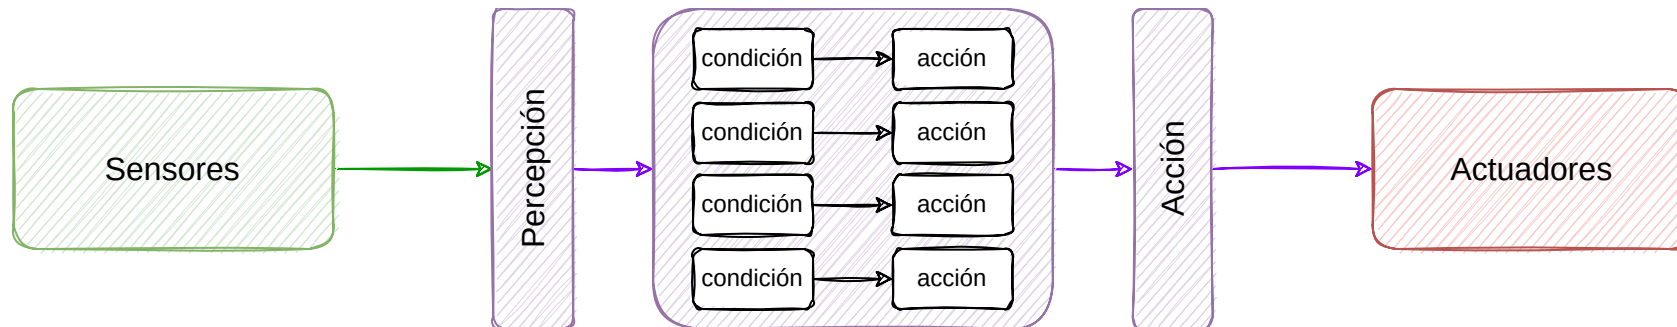 Sensores
Percepción
condición
acción
condición
acción
condición
acción
condición
acción
Acción
Actuadores